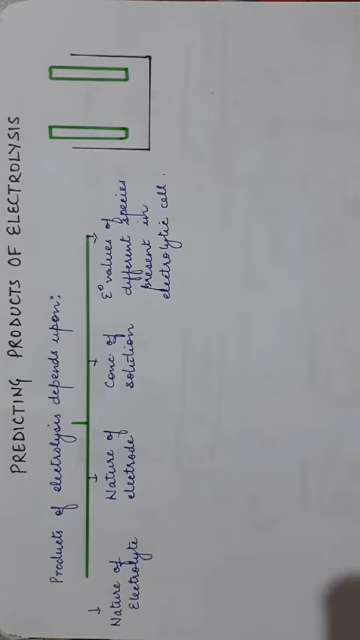 PREDICTING PRODUCTS OF ELECTROLYSIS
Products of electrolysis depends upon:
Nature of
Electrolyte
Nature of
electrode
Conc of
solution
E° values of
different species
present in
electrolytic cell.